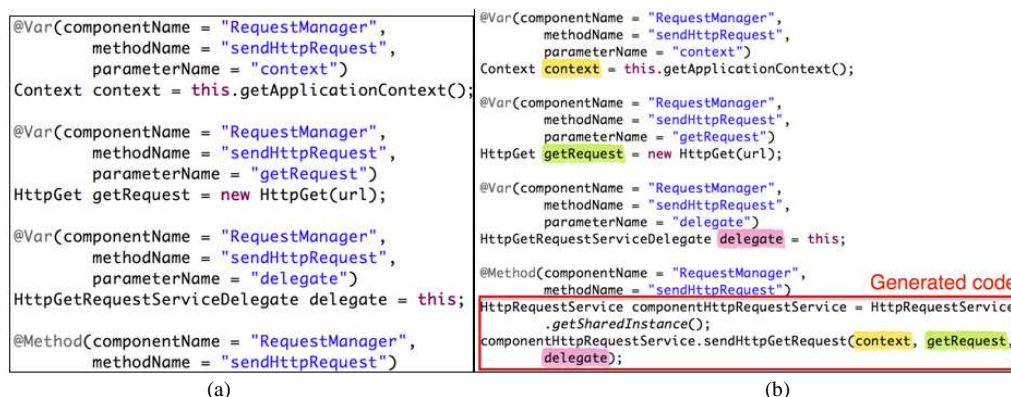 @Var(componentName = "RequestManager",
methodName = "sendHttpRequest",
parameterName = "context")
Context context = this.getApplicationContext();
@Var(componentName = "RequestManager",
methodName = "sendHttpRequest",
parameterName = "getRequest")
HttpGet getRequest = new HttpGet(url);
@Var(componentName = "RequestManager",
methodName = "sendHttpRequest",
parameterName = "delegate")
HttpGetRequestServiceDelegate delegate = this;
@Method(componentName = "RequestManager",
methodName = "sendHttpRequest")
(a)
@Var(componentName = "RequestManager",
methodName = "sendHttpRequest",
parameterName = "context")
Context context = this.getApplicationContext();
@Var(componentName = "RequestManager",
methodName = "sendHttpRequest",
parameterName = "getRequest")
HttpGet getRequest = new HttpGet(url);
@Var(componentName = "RequestManager",
methodName = "sendHttpRequest",
parameterName = "delegate")
HttpGetRequestServiceDelegate delegate = this;
@Method(componentName = "RequestManager",
methodName = "sendHttpRequest")
Generated code
HttpRequestService componentHttpRequestService = HttpRequestService
.getSharedInstance();
componentHttpRequestService.sendHttpGetRequest(context, getRequest,
delegate);
(b)